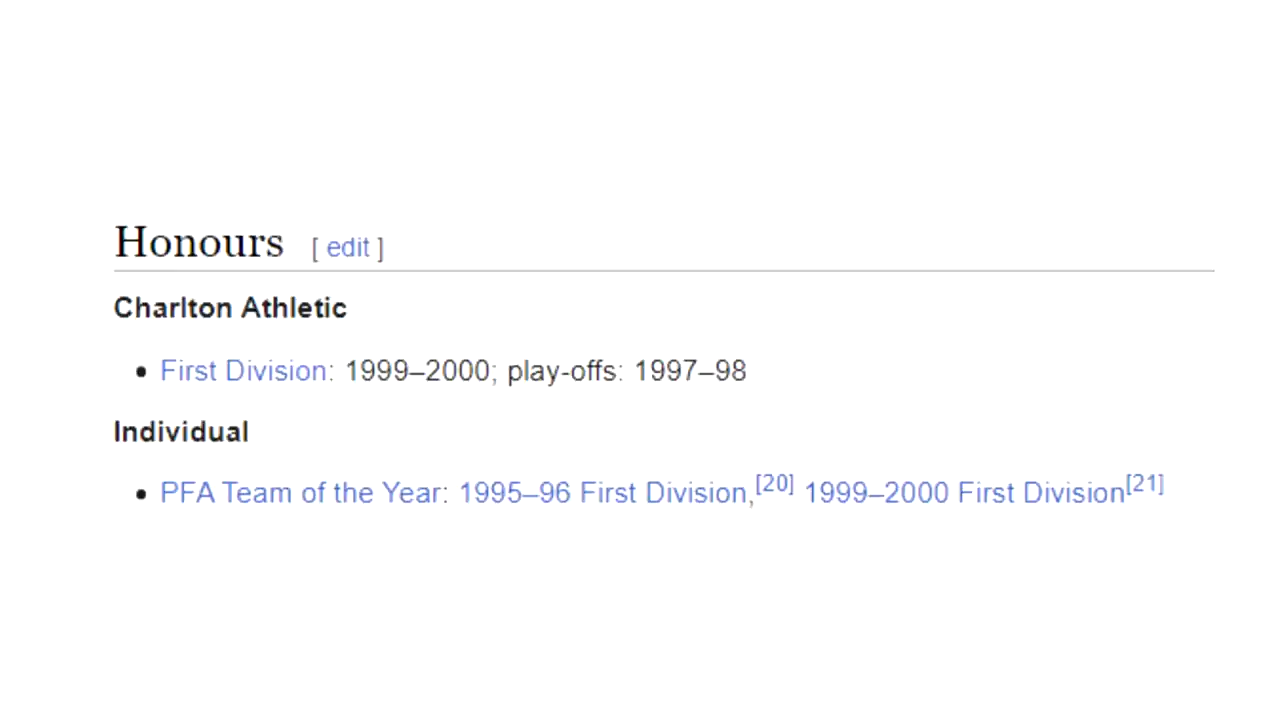 Honours [ edit ]
Charlton Athletic
• First Division: 1999–2000; play-offs: 1997–98
Individual
• PFA Team of the Year: 1995–96 First Division,[20] 1999–2000 First Division[21]